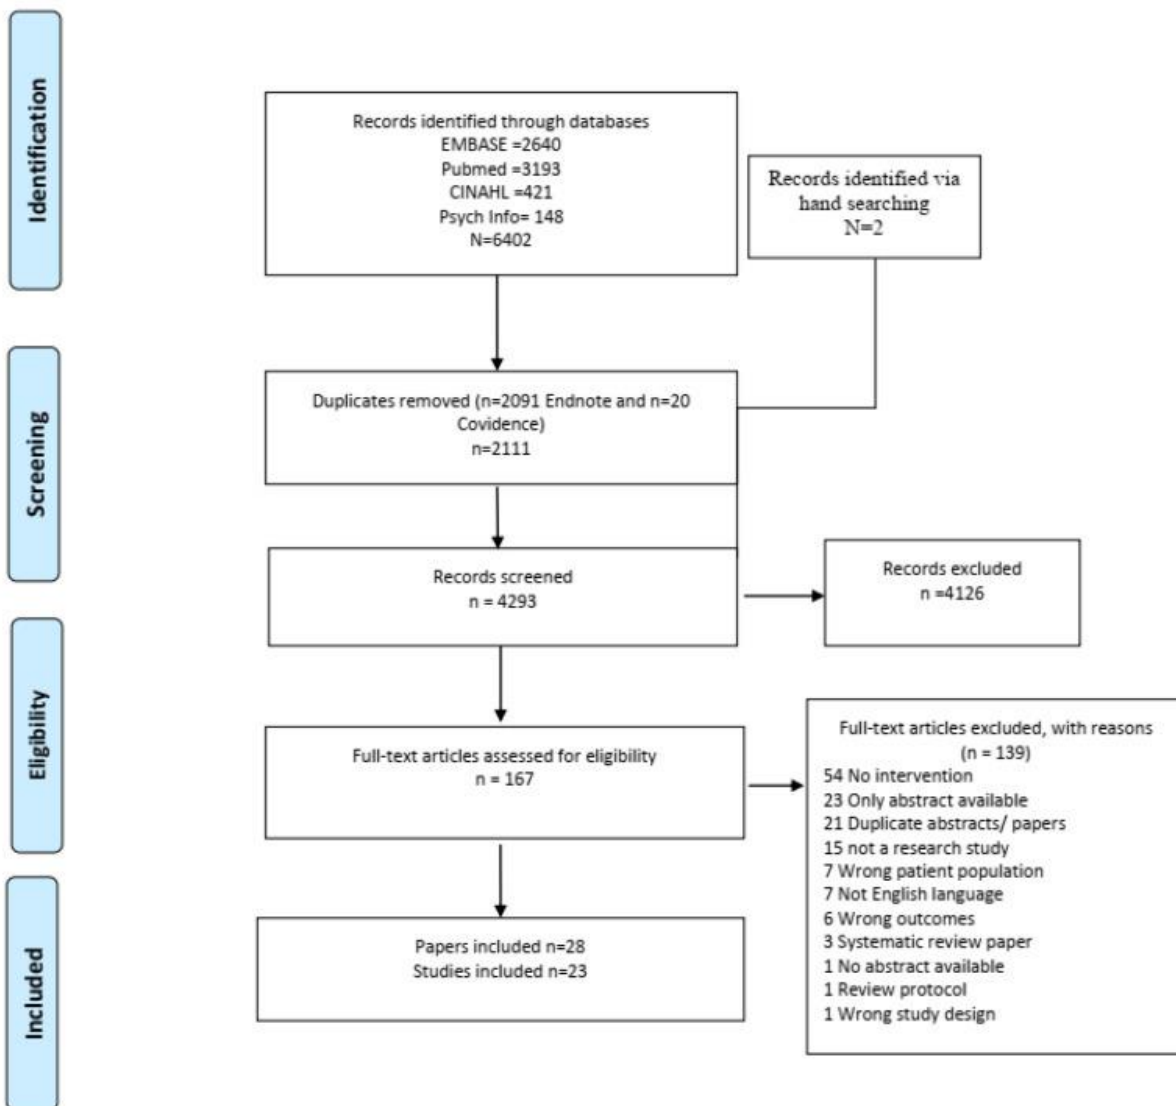 Identification
Records identified through databases
EMBASE =2640
Pubmed =3193
CINAHL =421
Psych Info= 148
N=6402
Records identified via
hand searching
N=2
Screening
Duplicates removed (n=2091 Endnote and n=20
Covidence)
n=2111
Records screened
n = 4293
Records excluded
n =4126
Eligibility
Full-text articles assessed for eligibility
n = 167
Full-text articles excluded, with reasons
(n = 139)
54 No intervention
23 Only abstract available
21 Duplicate abstracts/ papers
15 not a research study
7 Wrong patient population
7 Not English language
6 Wrong outcomes
3 Systematic review paper
1 No abstract available
1 Review protocol
1 Wrong study design
Included
Papers included n=28
Studies included n=23